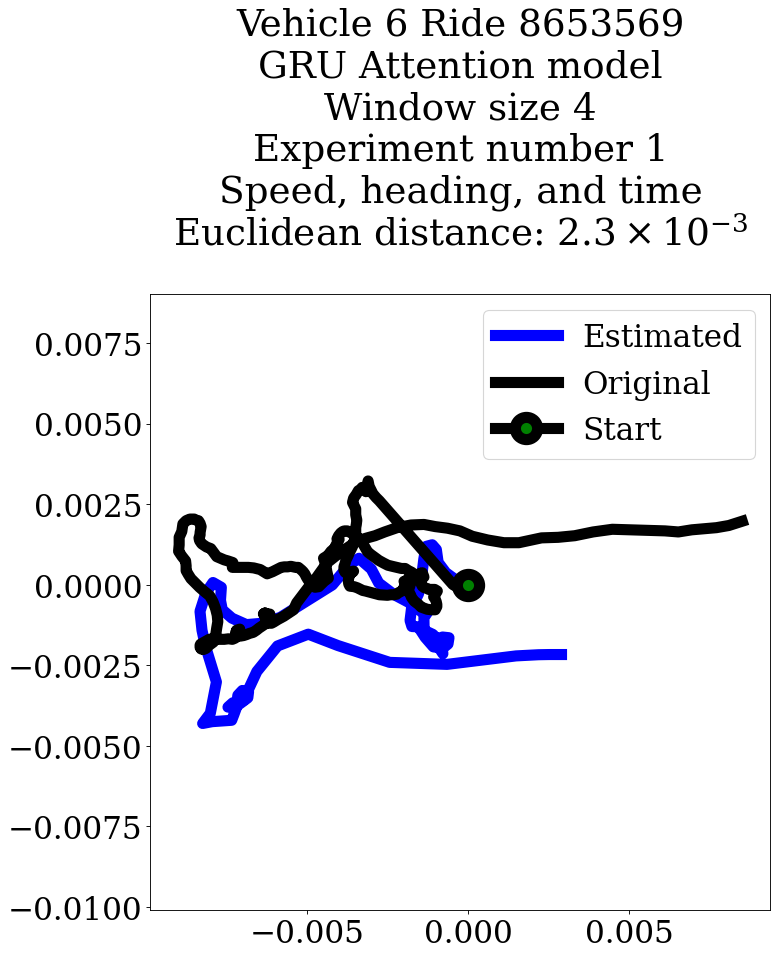 Vehicle 6 Ride 8653569
GRU Attention model
Window size 4
Experiment number 1
Speed, heading, and time
Euclidean distance: 2.3 × 10⁻³
Estimated
Original
Start
0.0075
0.0050
0.0025
0.0000
−0.0025
−0.0050
−0.0075
−0.0100
−0.005
0.000
0.005